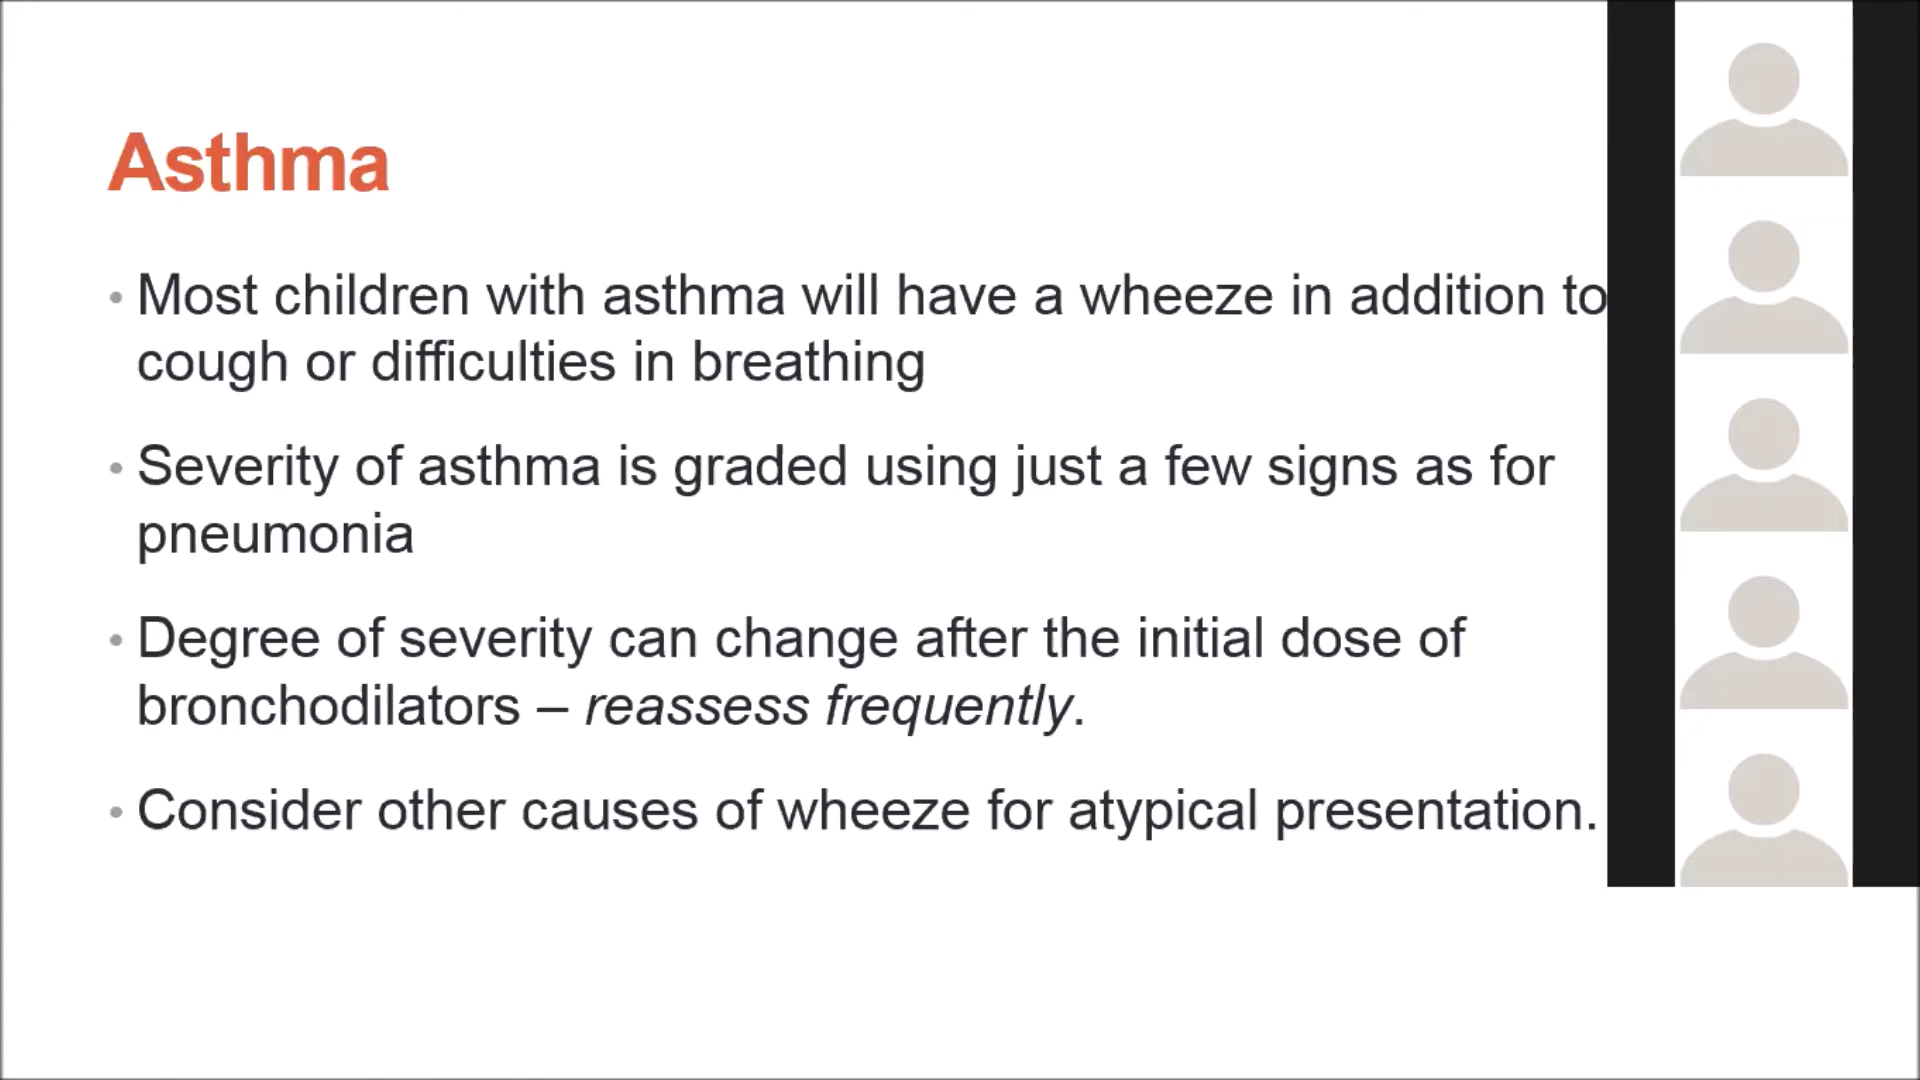 Asthma
• Most children with asthma will have a wheeze in addition to
cough or difficulties in breathing
• Severity of asthma is graded using just a few signs as for
pneumonia
• Degree of severity can change after the initial dose of
bronchodilators – reassess frequently.
• Consider other causes of wheeze for atypical presentation.